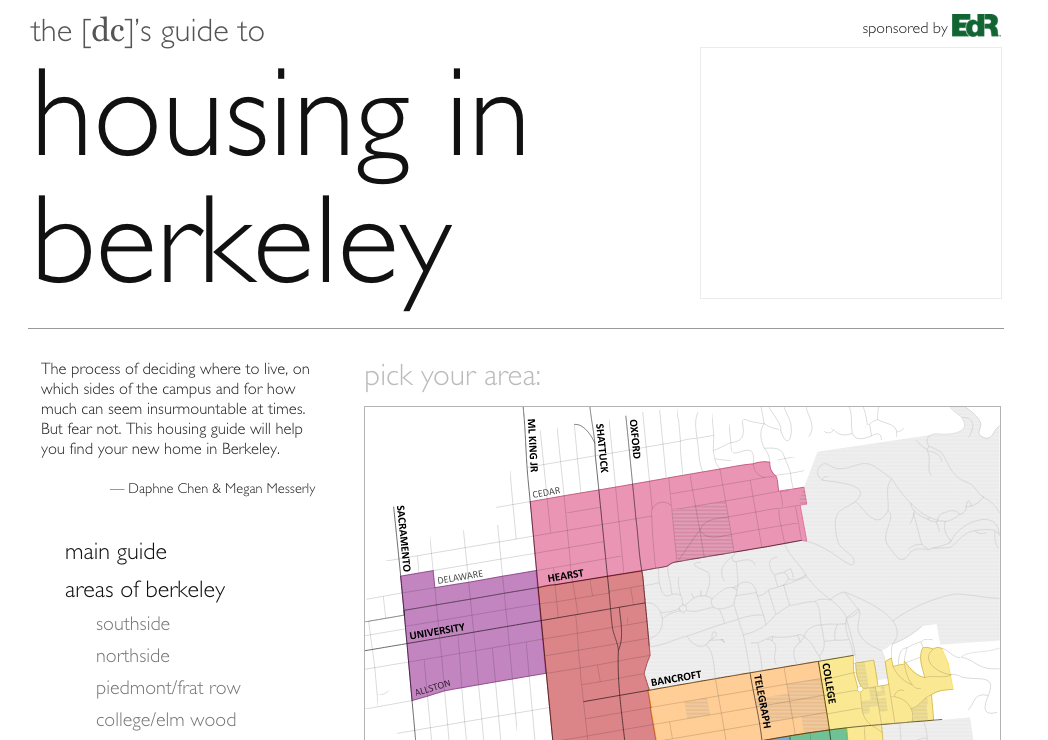 the [dc]'s guide to
sponsored by EdR
housing in
berkeley
The process of deciding where to live, on
which sides of the campus and for how
much can seem insurmountable at times.
But fear not. This housing guide will help
you find your new home in Berkeley.
— Daphne Chen & Megan Messerly
main guide
areas of berkeley
southside
northside
piedmont/frat row
college/elm wood
pick your area:
ML KING JR
SHATTUCK
OXFORD
CEDAR
SACRAMENTO
DELAWARE
HEARST
UNIVERSITY
ALLSTON
BANCROFT
TELEGRAPH
COLLEGE